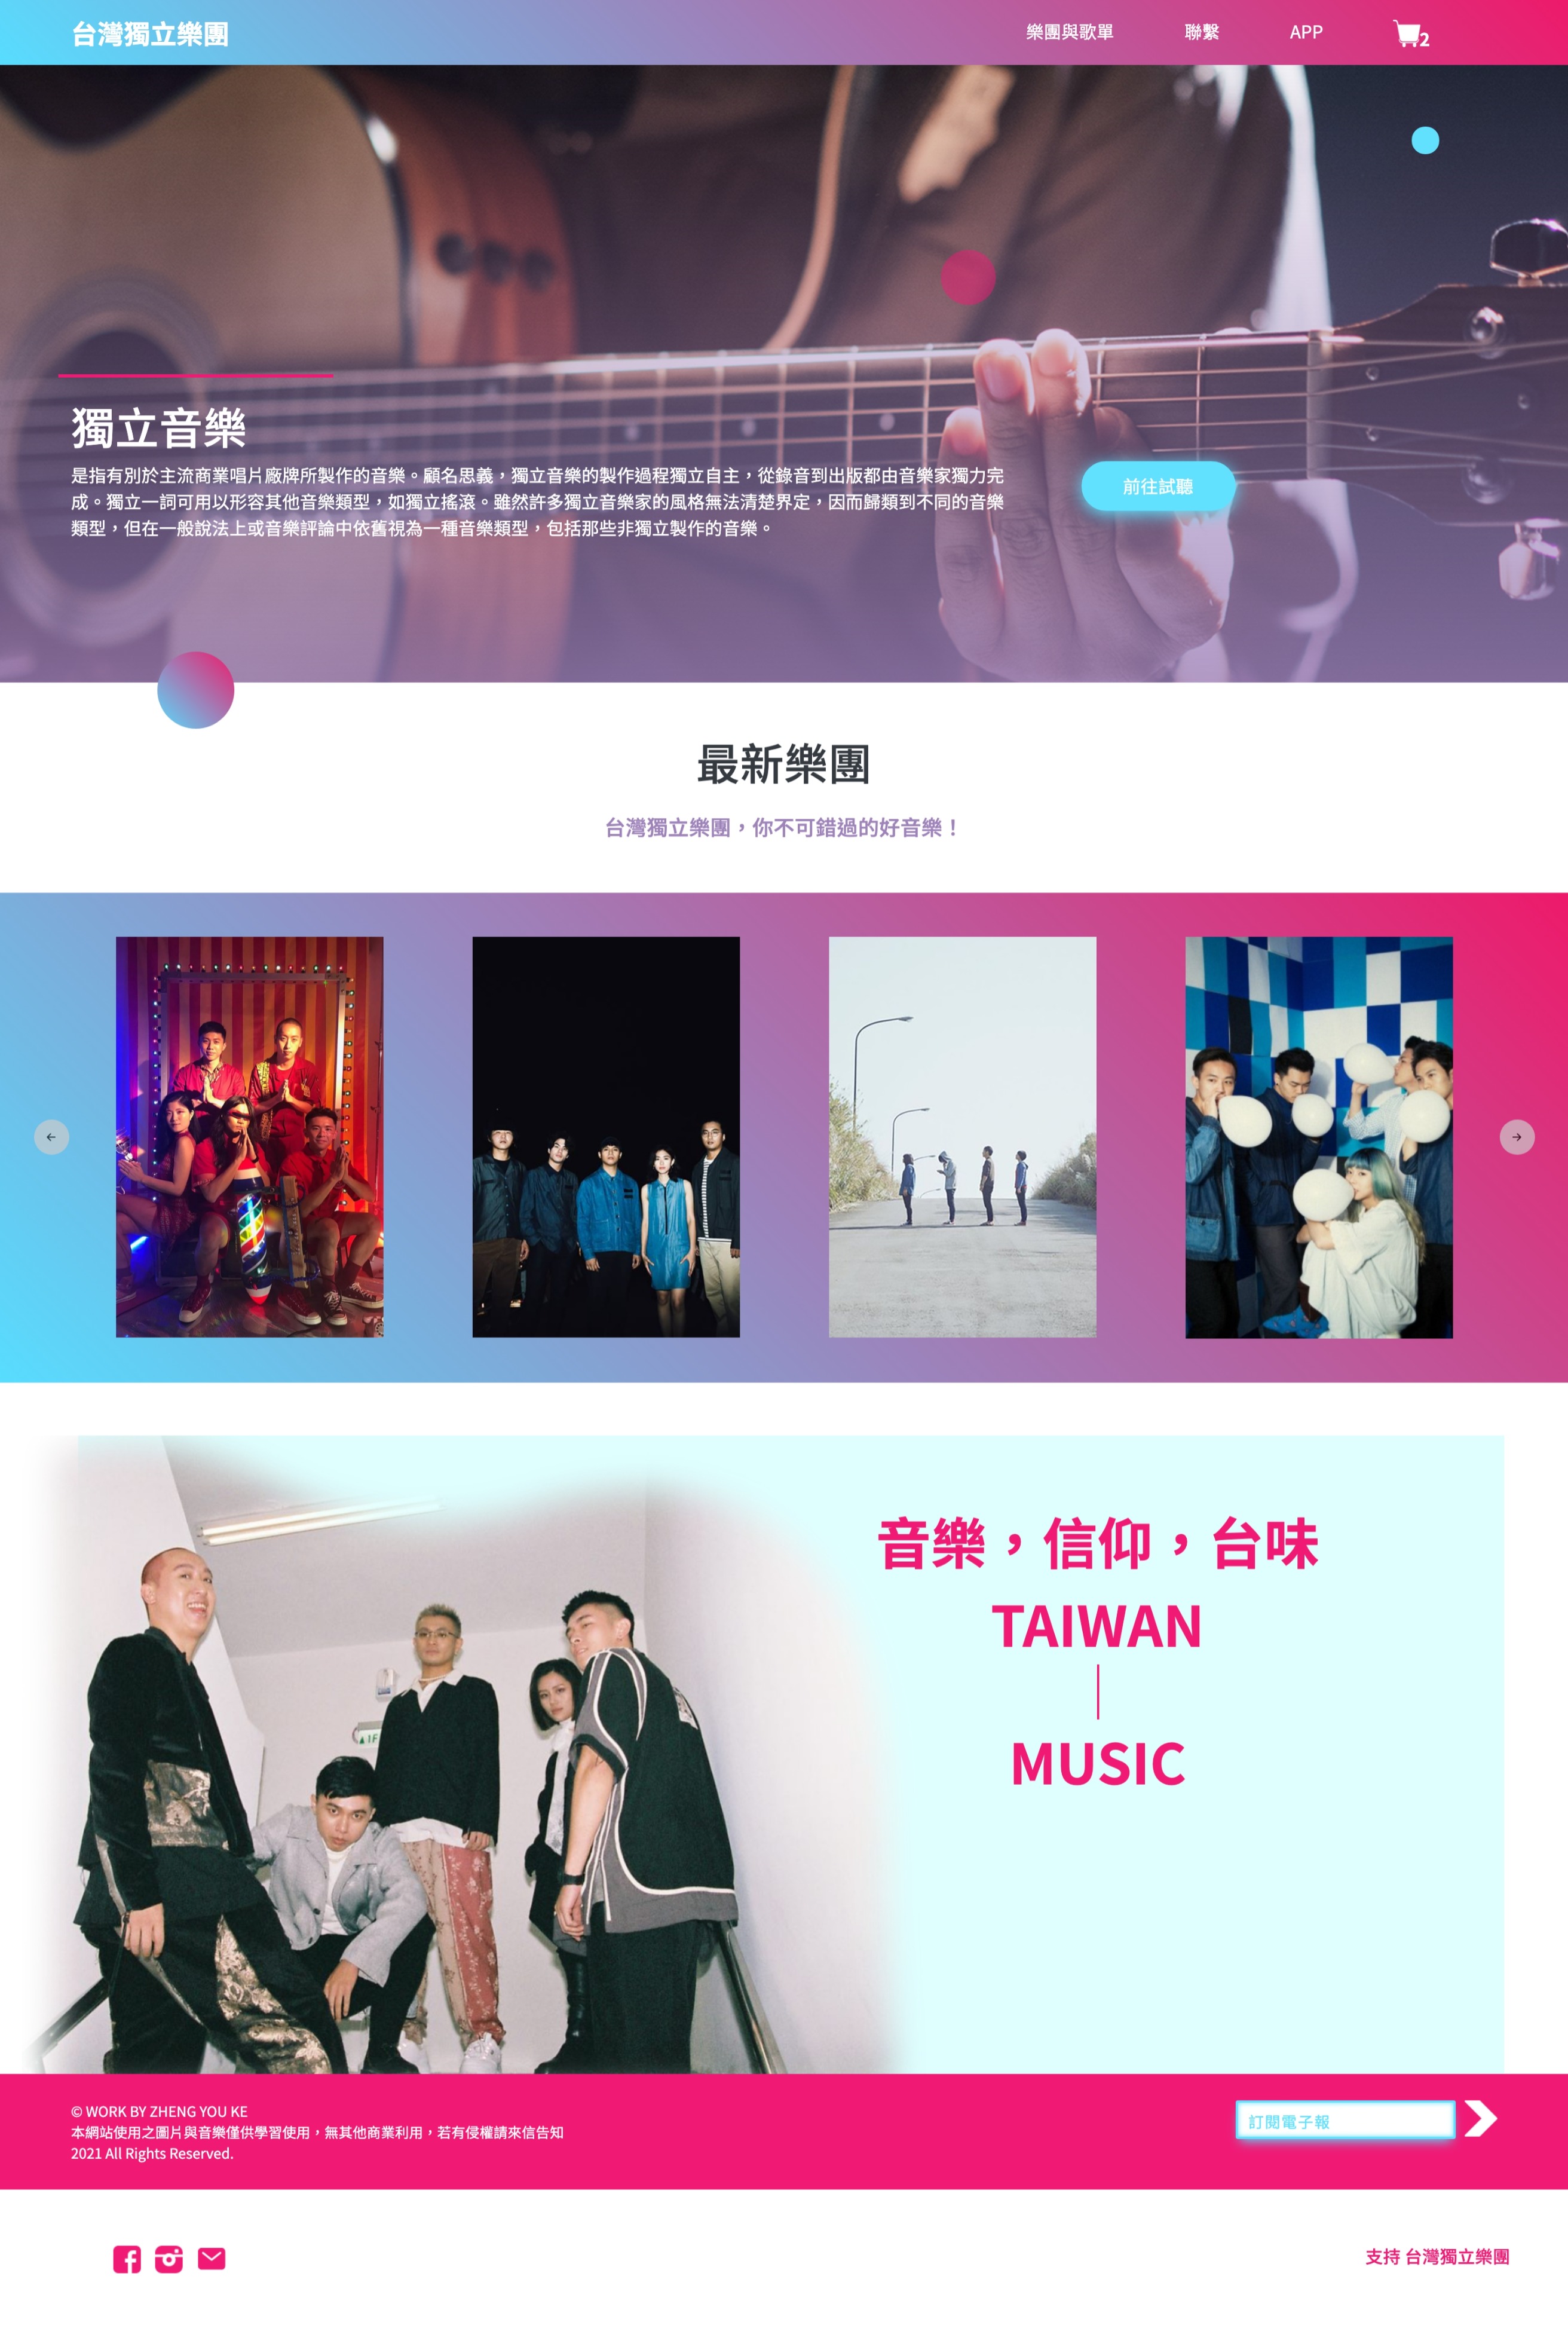 台灣獨立樂團
樂團與歌單
聯繫
APP
2
獨立音樂
是指有別於主流商業唱片廠牌所製作的音樂。顧名思義，獨立音樂的製作過程獨立自主，從錄音到出版都由音樂家獨力完
成。獨立一詞可用以形容其他音樂類型，如獨立搖滾。雖然許多獨立音樂家的風格無法清楚界定，因而歸類到不同的音樂
類型，但在一般說法上或音樂評論中依舊視為一種音樂類型，包括那些非獨立製作的音樂。
前往試聽
最新樂團
台灣獨立樂團，你不可錯過的好音樂！
音樂，信仰，台味
TAIWAN
MUSIC
© WORK BY ZHENG YOU KE
本網站使用之圖片與音樂僅供學習使用，無其他商業利用，若有侵權請來信告知
2021 All Rights Reserved.
訂閱電子報
支持 台灣獨立樂團